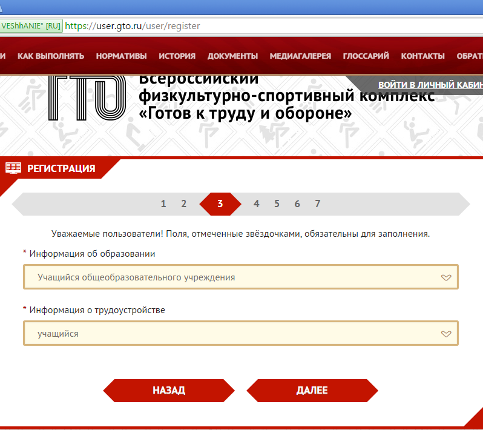 VEShhANIE" [RU] https://user.gto.ru/user/register
И КАК ВЫПОЛНЯТЬ НОРМАТИВЫ ИСТОРИЯ ДОКУМЕНТЫ МЕДИАГАЛЕРЕЯ ГЛОССАРИЙ КОНТАКТЫ ОБРАТ
ВОЙТИ В ЛИЧНЫЙ КАБИН
ГТО
Всероссийский
физкультурно-спортивный комплекс
«Готов к труду и обороне»
РЕГИСТРАЦИЯ
1 2 3 4 5 6 7
Уважаемые пользователи! Поля, отмеченные звёздочками, обязательны для заполнения.
* Информация об образовании
Учащийся общеобразовательного учреждения
* Информация о трудоустройстве
учащийся
НАЗАД ДАЛЕЕ